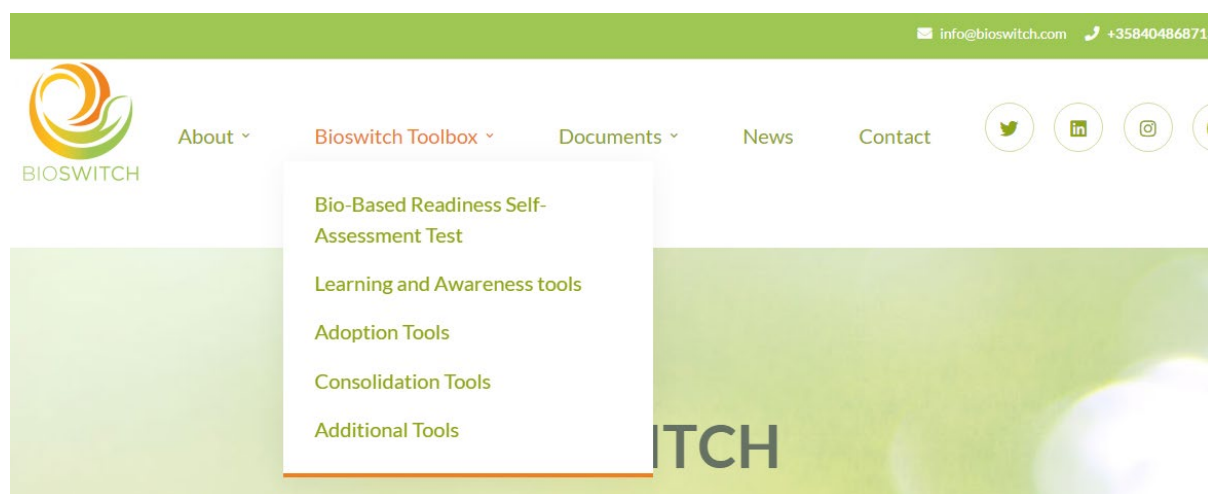 info@bioswitch.com +35840486871
BIOSWITCH
About Bioswitch Toolbox Documents News Contact
Bio-Based Readiness Self-
Assessment Test
Learning and Awareness tools
Adoption Tools
Consolidation Tools
Additional Tools
ITCH